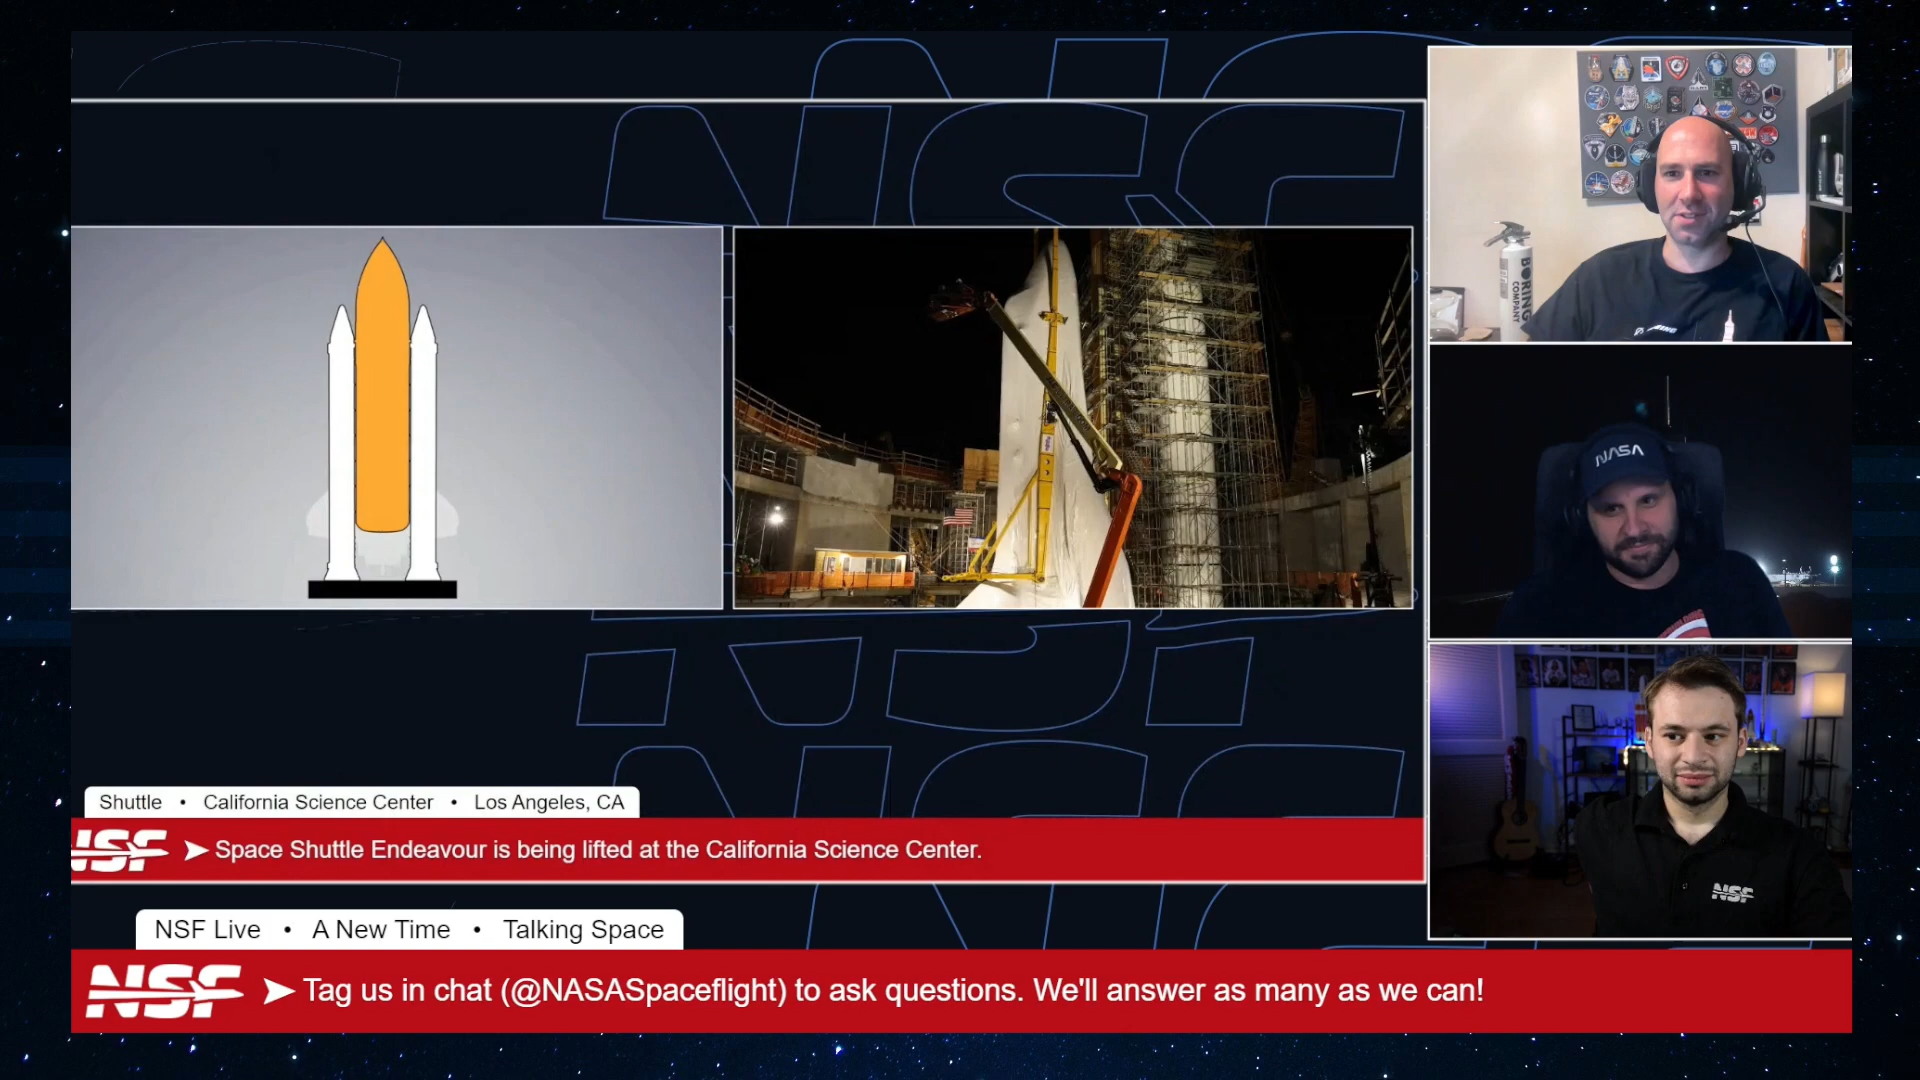 BORING
COMPANY
NASA
NSF
Shuttle • California Science Center • Los Angeles, CA
NSF ➤ Space Shuttle Endeavour is being lifted at the California Science Center.
NSF Live • A New Time • Talking Space
NSF ➤ Tag us in chat (@NASASpaceflight) to ask questions. We'll answer as many as we can!